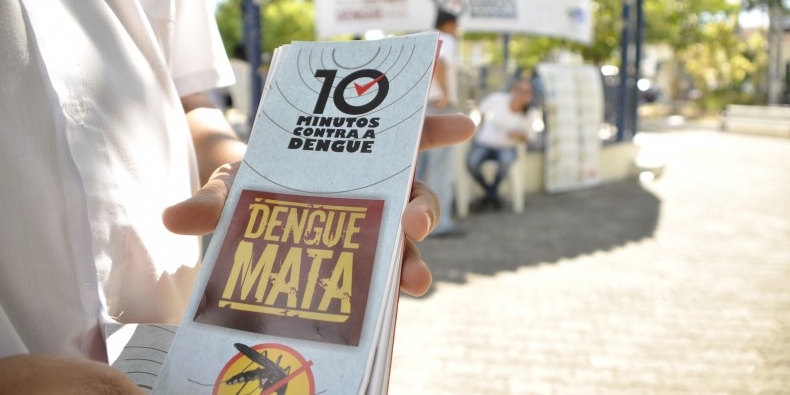 10
MINUTOS
CONTRA A
DENGUE
DENGUE
MATA